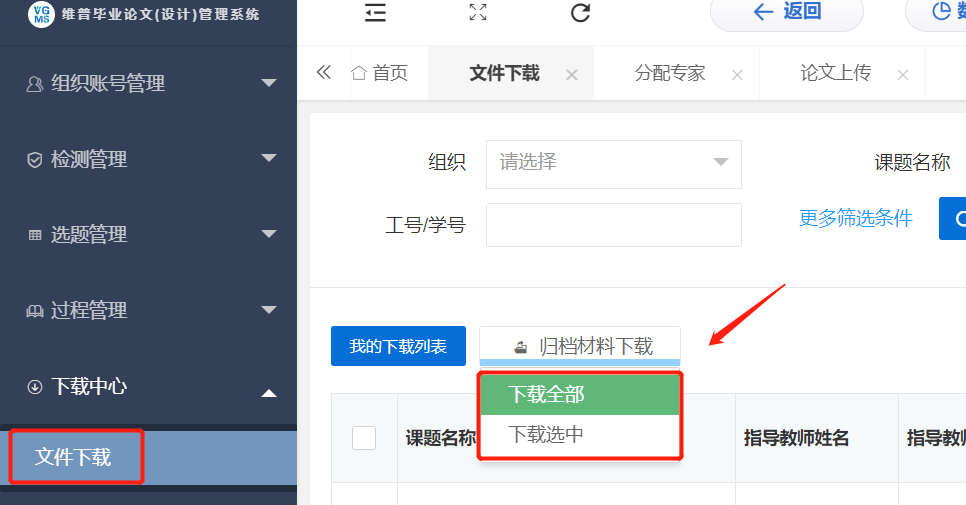 VG
MS
维普毕业论文(设计)管理系统
返回
组织账号管理
检测管理
选题管理
过程管理
下载中心
文件下载
首页
文件下载
分配专家
论文上传
组织
请选择
课题名称
工号/学号
更多筛选条件
我的下载列表
归档材料下载
下载全部
下载选中
课题名称
指导教师姓名
指导教